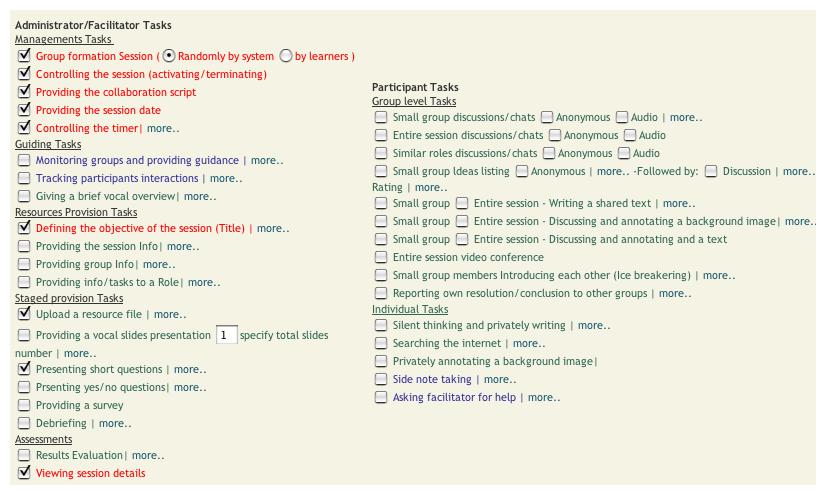 Administrator/Facilitator Tasks
Managements Tasks
Group formation Session ( Randomly by system by learners )
Controlling the session (activating/terminating)
Providing the collaboration script
Providing the session date
Controlling the timer| more..
Guiding Tasks
Monitoring groups and providing guidance | more..
Tracking participants interactions | more..
Giving a brief vocal overview| more..
Resources Provision Tasks
Defining the objective of the session (Title) | more..
Providing the session Info| more..
Providing group Info| more..
Providing info/tasks to a Role| more..
Staged provision Tasks
Upload a resource file | more..
Providing a vocal slides presentation 1 specify total slides
number | more..
Presenting short questions | more..
Prsenting yes/no questions| more..
Providing a survey
Debriefing | more..
Assessments
Results Evaluation| more..
Viewing session details
Participant Tasks
Group level Tasks
Small group discussions/chats Anonymous Audio | more..
Entire session discussions/chats Anonymous Audio
Similar roles discussions/chats Anonymous Audio
Small group Ideas listing Anonymous | more.. -Followed by: Discussion | more..
Rating | more..
Small group Entire session - Writing a shared text | more..
Small group Entire session - Discussing and annotating a background image| more..
Small group Entire session - Discussing and annotating and a text
Entire session video conference
Small group members Introducing each other (Ice breakering) | more..
Reporting own resolution/conclusion to other groups | more..
Individual Tasks
Silent thinking and privately writing | more..
Searching the internet | more..
Privately annotating a background image|
Side note taking | more..
Asking facilitator for help | more..